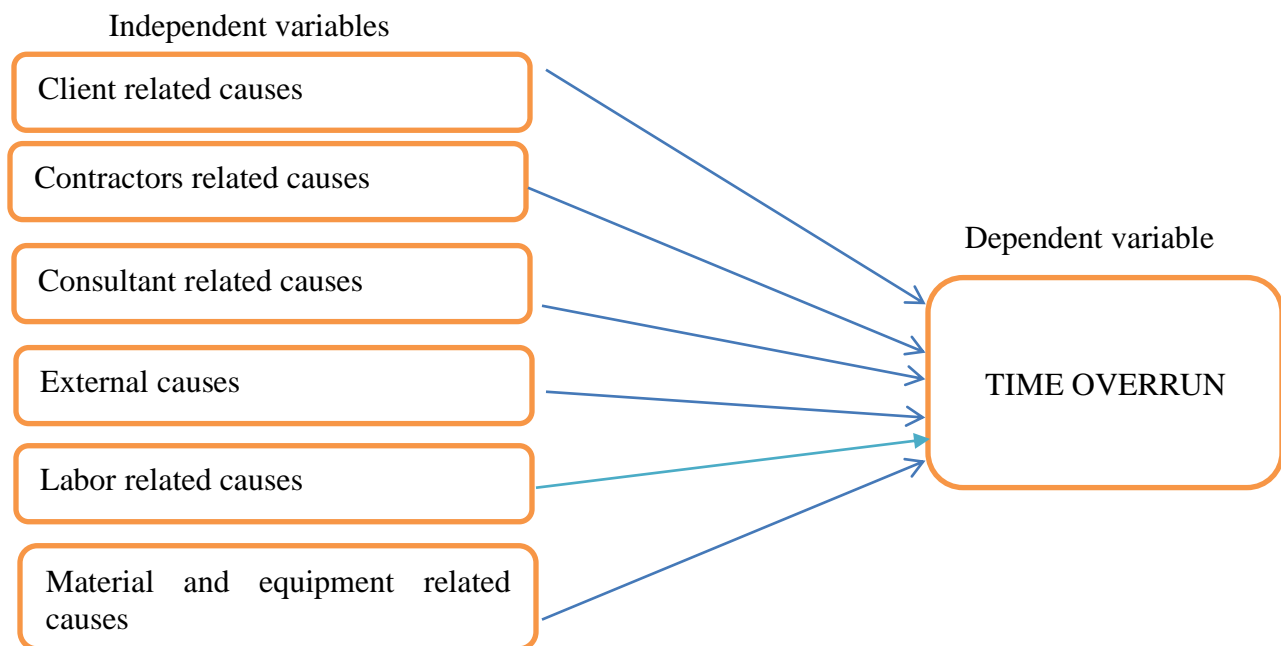 Independent variables
Client related causes
Contractors related causes
Consultant related causes
External causes
Labor related causes
Material and equipment related
causes
Dependent variable
TIME OVERRUN